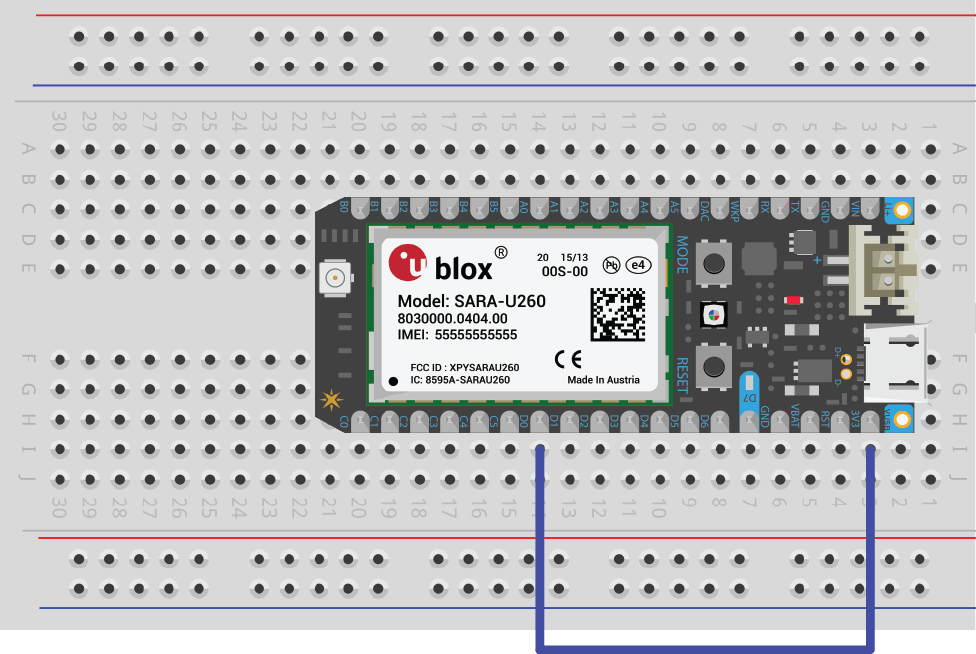 30 29 28 27 26 25 24 23 22 21 20 19 18 17 16 15 14 13 12 11 10 9 8 7 6 5 4 3 2 1
A A
B B
B0 B1 B2 B3 B4 B5 A0 A1 A2 A3 A4 A5 DAC WKP RX TX GND VIN LI+
C C
D D
E E
MODE
+
u blox ®
20 15/13
00S-00
Pb e4
Model: SARA-U260
8030000.0404.00
IMEI: 55555555555
FCC ID : XPYSARAU260
IC: 8595A-SARAU260
CE
Made In Austria
RESET
D+
D-
D7
F F
G G
C0 C1 C2 C3 C4 C5 D0 D1 D2 D3 D4 D5 D6 GND VBAT RST 3V3 VUSB
H H
I I
J J
30 29 28 27 26 25 24 23 22 21 20 19 18 17 16 15 13 12 11 10 9 8 7 6 5 4 2 1